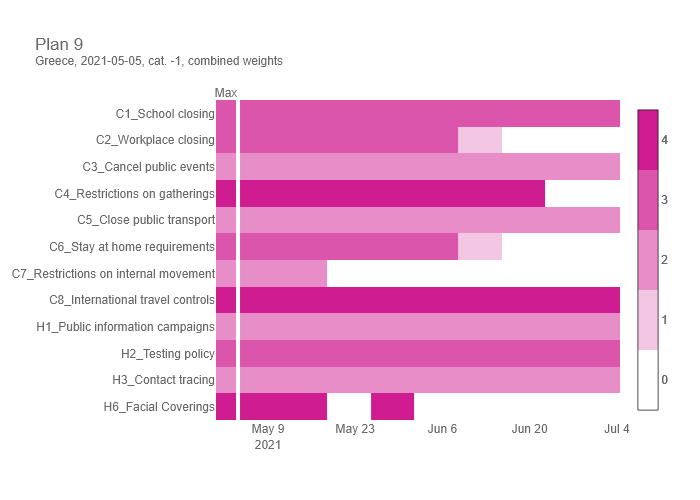 Plan 9
Greece, 2021-05-05, cat. -1, combined weights
Max
C1_School closing
C2_Workplace closing
C3_Cancel public events
C4_Restrictions on gatherings
C5_Close public transport
C6_Stay at home requirements
C7_Restrictions on internal movement
C8_International travel controls
H1_Public information campaigns
H2_Testing policy
H3_Contact tracing
H6_Facial Coverings
May 9 May 23 Jun 6 Jun 20 Jul 4
2021
4
3
2
1
0